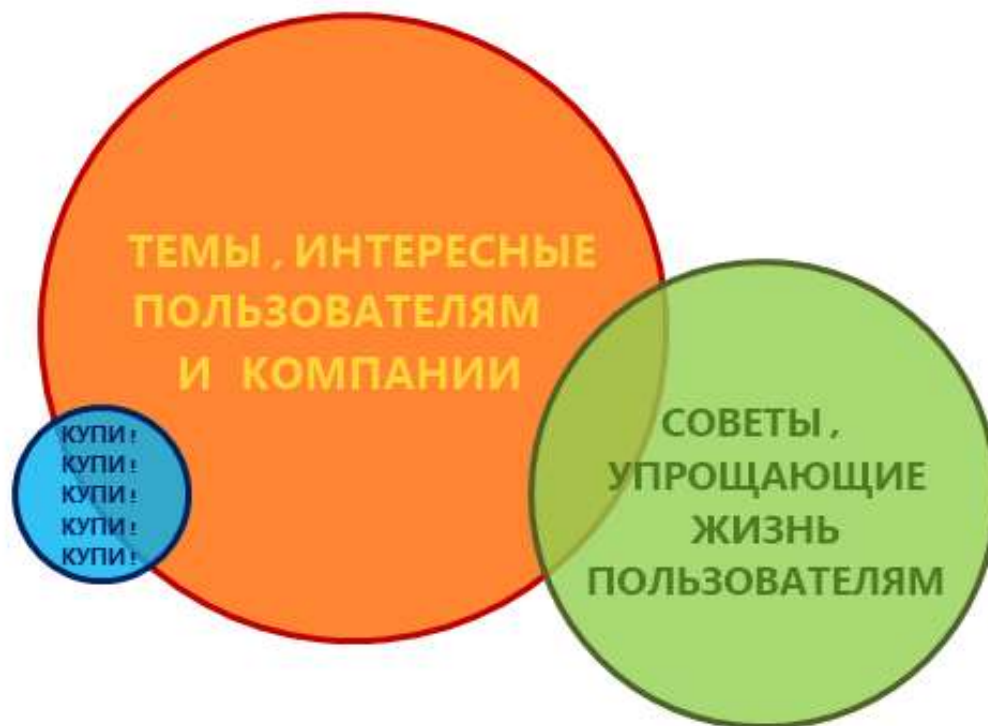 ТЕМЫ , ИНТЕРЕСНЫЕ
ПОЛЬЗОВАТЕЛЯМ
И КОМПАНИИ
КУПИ !
КУПИ !
КУПИ !
КУПИ !
КУПИ !
СОВЕТЫ ,
УПРОЩАЮЩИЕ
ЖИЗНЬ
ПОЛЬЗОВАТЕЛЯМ